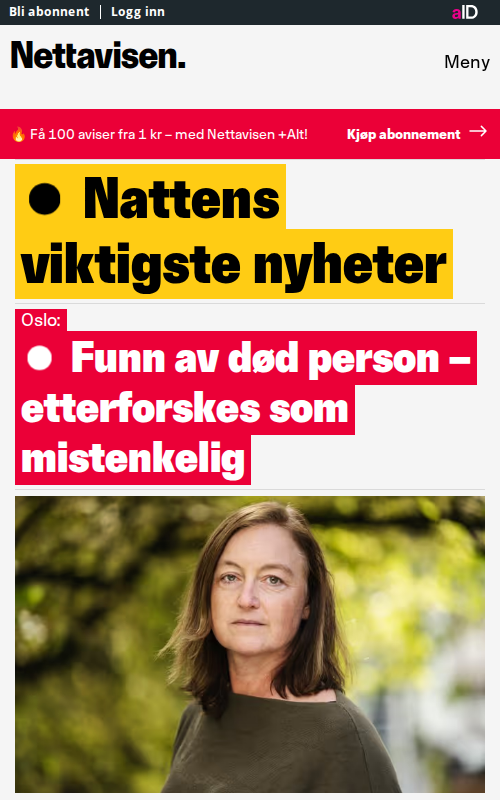 Bli abonnent | Logg inn
aID
Nettavisen.
Meny
🔥 Få 100 aviser fra 1 kr – med Nettavisen +Alt!
Kjøp abonnement →
● Nattens
viktigste nyheter
Oslo:
● Funn av død person –
etterforskes som
mistenkelig